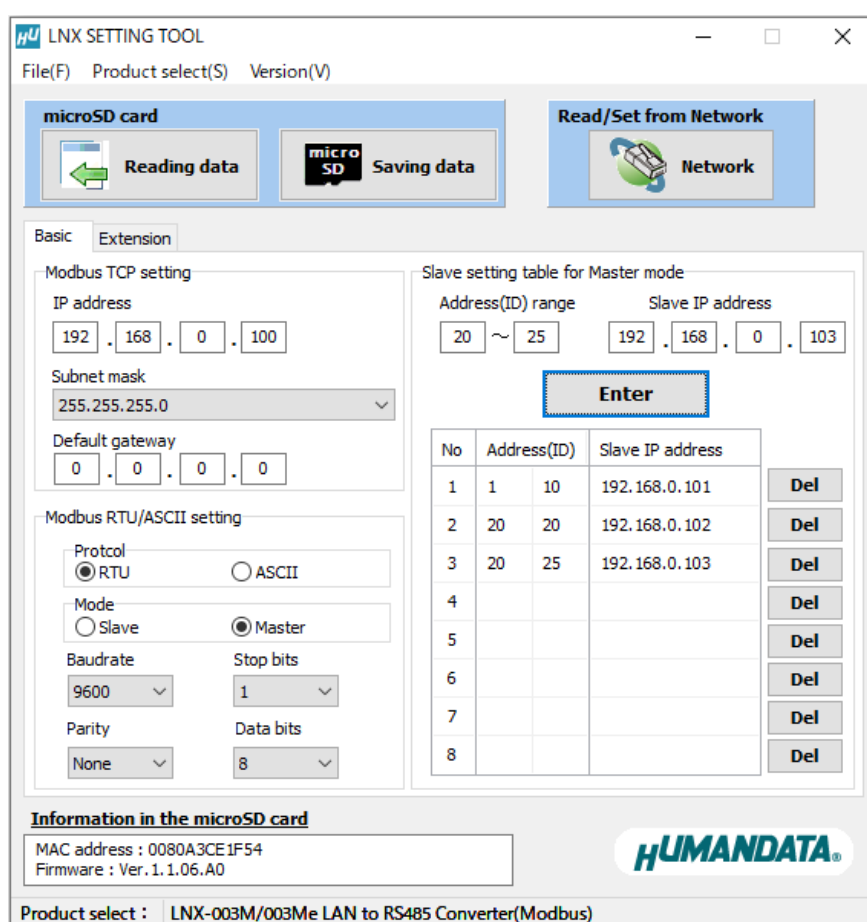 HU LNX SETTING TOOL
File(F) Product select(S) Version(V)
microSD card
Reading data
micro
SD
Saving data
Read/Set from Network
Network
Basic Extension
Modbus TCP setting
IP address
192 . 168 . 0 . 100
Subnet mask
255.255.255.0
Default gateway
0 . 0 . 0 . 0
Modbus RTU/ASCII setting
Protcol
RTU ASCII
Mode
Slave Master
Baudrate Stop bits
9600 1
Parity Data bits
None 8
Slave setting table for Master mode
Address(ID) range Slave IP address
20 ~ 25 192 . 168 . 0 . 103
Enter
No Address(ID) Slave IP address
1 1 10 192.168.0.101 Del
2 20 20 192.168.0.102 Del
3 20 25 192.168.0.103 Del
4 Del
5 Del
6 Del
7 Del
8 Del
Information in the microSD card
MAC address : 0080A3CE1F54
Firmware : Ver.1.1.06.A0
HUMANDATA®
Product select : LNX-003M/003Me LAN to RS485 Converter(Modbus)